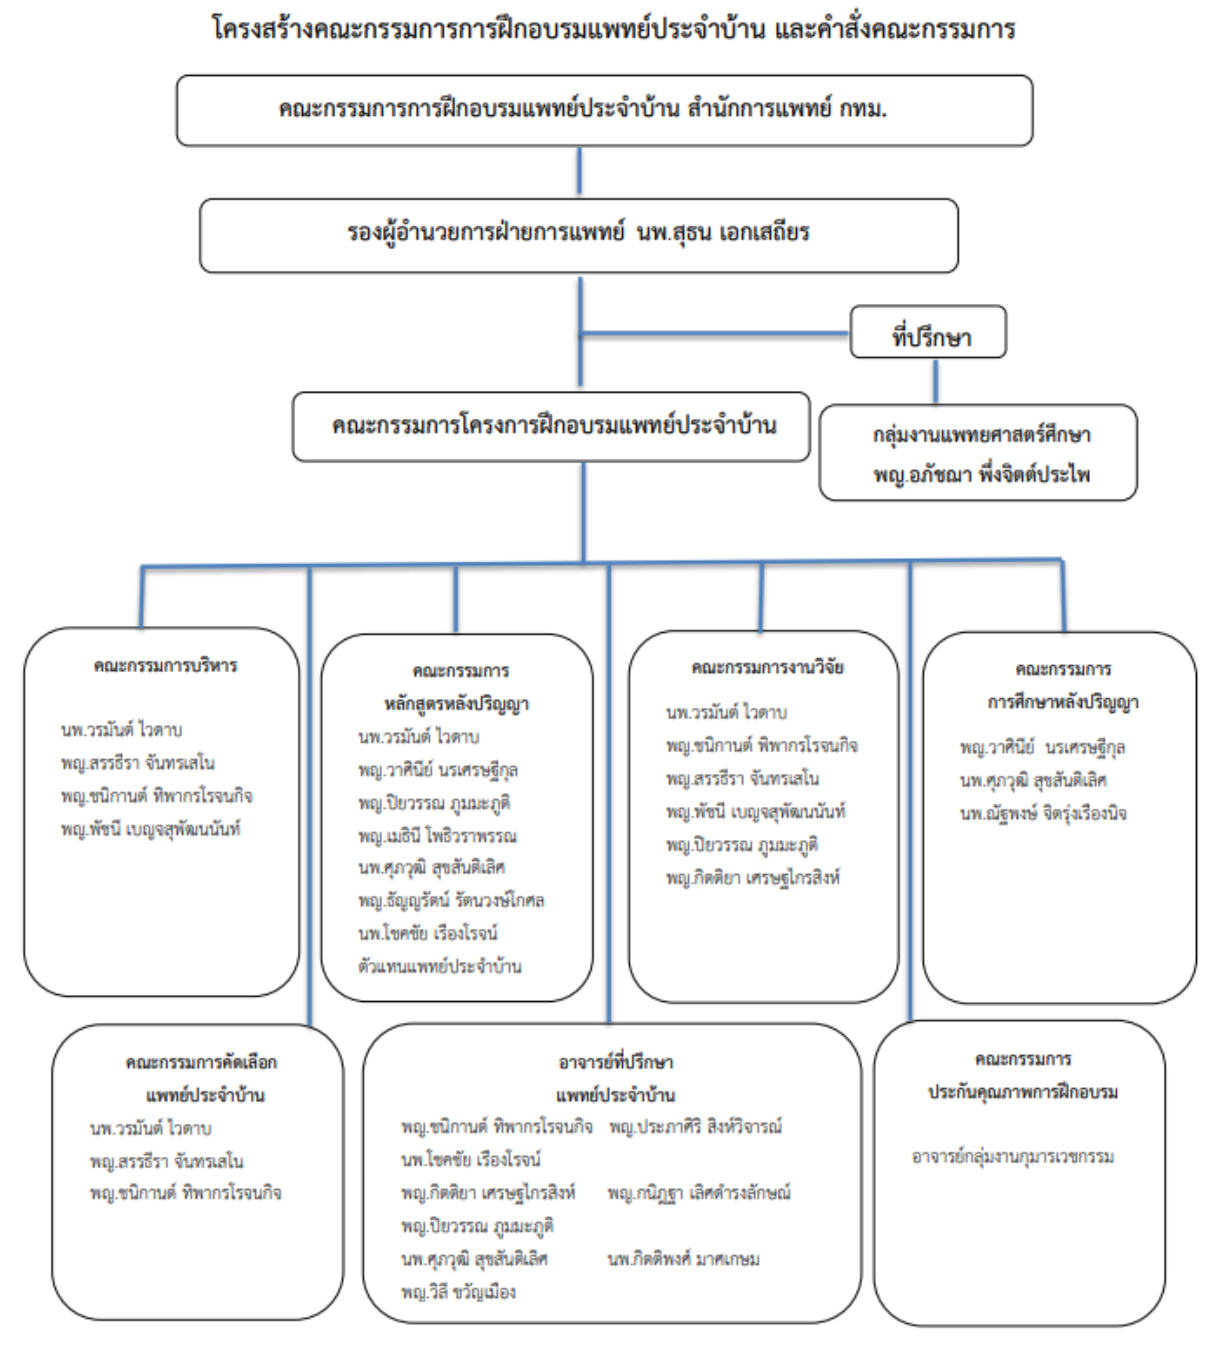 โครงสร้างคณะกรรมการการฝึกอบรมแพทย์ประจำบ้าน และคำสั่งคณะกรรมการ
คณะกรรมการการฝึกอบรมแพทย์ประจำบ้าน สำนักการแพทย์ กทม.
รองผู้อำนวยการฝ่ายการแพทย์ นพ.สุธน เอกเสถียร
ที่ปรึกษา
คณะกรรมการโครงการฝึกอบรมแพทย์ประจำบ้าน
กลุ่มงานแพทยศาสตร์ศึกษา
พญ.อภัชฌา พึ่งจิตต์ประไพ
คณะกรรมการบริหาร
นพ.วรมันต์ ไวดาบ
พญ.สรรธีรา จันทรเสโน
พญ.ชนิกานต์ ทิพากรโรจนกิจ
พญ.พัชนี เบญจสุพัฒนนันท์
คณะกรรมการ
หลักสูตรหลังปริญญา
นพ.วรมันต์ ไวดาบ
พญ.วาศินีย์ นรเศรษฐีกุล
พญ.ปิยวรรณ ภูมมะภูติ
พญ.เมธินี โพธิวราพรรณ
นพ.ศุภวุฒิ สุขสันติเลิศ
พญ.ธัญญรัตน์ รัตนวงษ์โกศล
นพ.โชคชัย เรืองโรจน์
ตัวแทนแพทย์ประจำบ้าน
คณะกรรมการงานวิจัย
นพ.วรมันต์ ไวดาบ
พญ.ชนิกานต์ พิพากรโรจนกิจ
พญ.สรรธีรา จันทรเสโน
พญ.พัชนี เบญจสุพัฒนนันท์
พญ.ปิยวรรณ ภูมมะภูติ
พญ.กิตติยา เศรษฐไกรสิงห์
คณะกรรมการ
การศึกษาหลังปริญญา
พญ.วาศินีย์ นรเศรษฐีกุล
นพ.ศุภวุฒิ สุขสันติเลิศ
นพ.ณัฐพงษ์ จิตรุ่งเรืองนิจ
คณะกรรมการคัดเลือก
แพทย์ประจำบ้าน
นพ.วรมันต์ ไวดาบ
พญ.สรรธีรา จันทรเสโน
พญ.ชนิกานต์ ทิพากรโรจนกิจ
อาจารย์ที่ปรึกษา
แพทย์ประจำบ้าน
พญ.ชนิกานต์ ทิพากรโรจนกิจ พญ.ประภาศิริ สิงห์วิจารณ์
นพ.โชคชัย เรืองโรจน์
พญ.กิตติยา เศรษฐไกรสิงห์ พญ.กนิฏฐา เลิศดำรงลักษณ์
พญ.ปิยวรรณ ภูมมะภูติ
นพ.ศุภวุฒิ สุขสันติเลิศ นพ.กิตติพงศ์ มาศเกษม
พญ.วิลี ขวัญเมือง
คณะกรรมการ
ประกันคุณภาพการฝึกอบรม
อาจารย์กลุ่มงานกุมารเวชกรรม